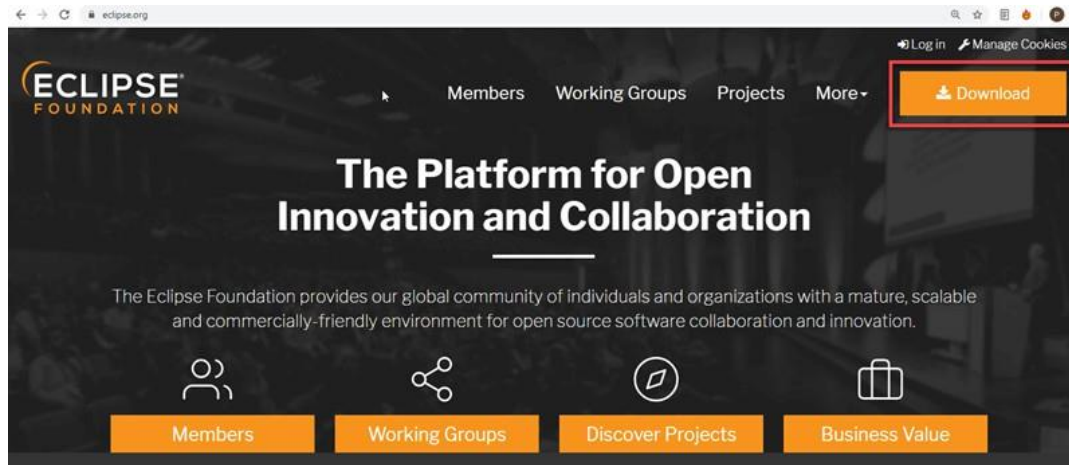 eclipse.org
P
Log in Manage Cookies
ECLIPSE
FOUNDATION
Members Working Groups Projects More
Download
The Platform for Open
Innovation and Collaboration
The Eclipse Foundation provides our global community of individuals and organizations with a mature, scalable
and commercially-friendly environment for open source software collaboration and innovation.
Members Working Groups Discover Projects Business Value